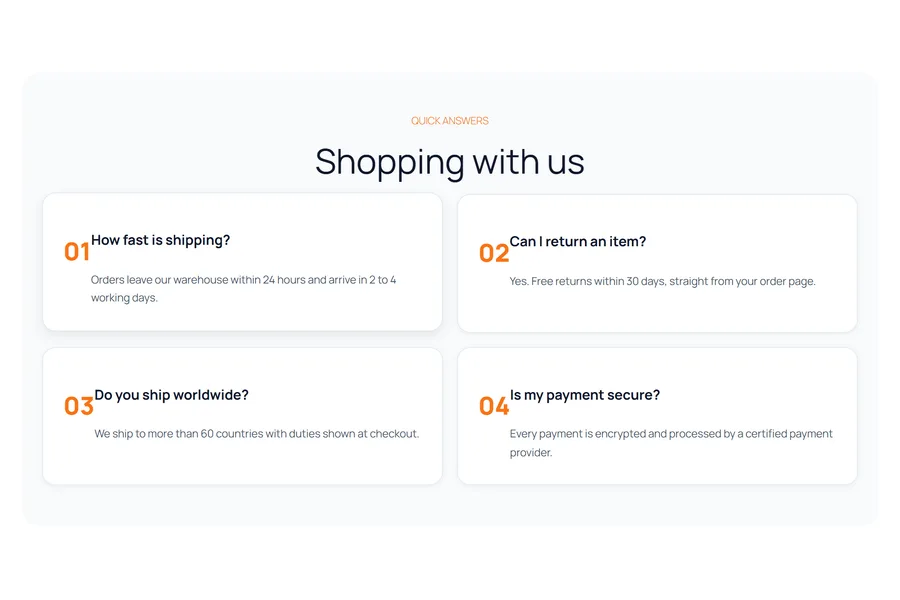 QUICK ANSWERS
Shopping with us
01
How fast is shipping?
Orders leave our warehouse within 24 hours and arrive in 2 to 4
working days.
02
Can I return an item?
Yes. Free returns within 30 days, straight from your order page.
03
Do you ship worldwide?
We ship to more than 60 countries with duties shown at checkout.
04
Is my payment secure?
Every payment is encrypted and processed by a certified payment
provider.